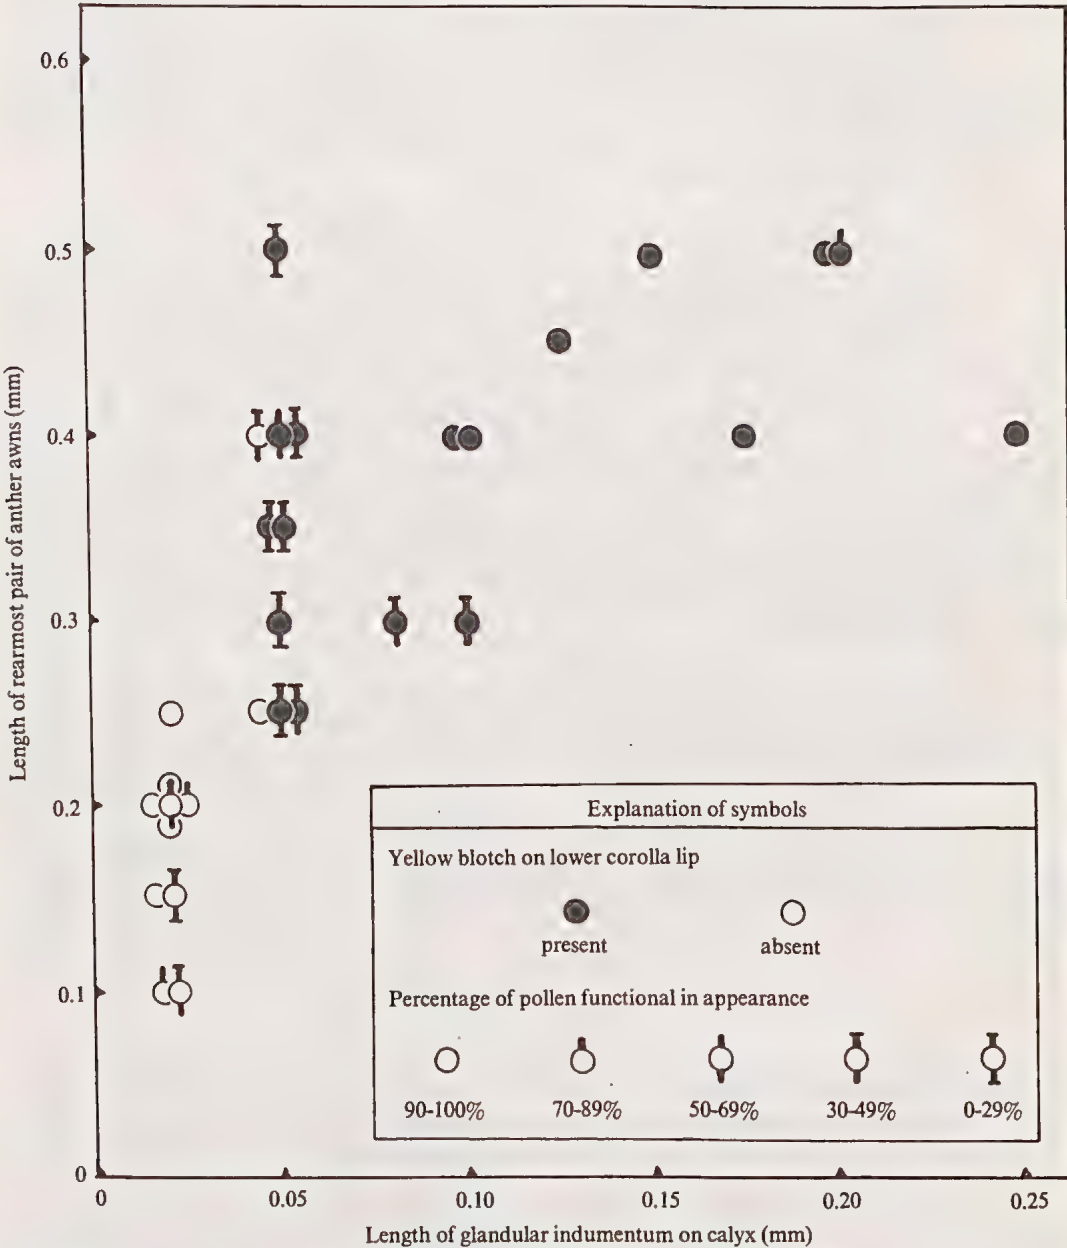 0.6
0.5
0.4
0.3
0.2
0.1
0
Length of rearmost pair of anther awns (mm)
Explanation of symbols
Yellow blotch on lower corolla lip
present absent
Percentage of pollen functional in appearance
90-100% 70-89% 50-69% 30-49% 0-29%
0 0.05 0.10 0.15 0.20 0.25
Length of glandular indumentum on calyx (mm)